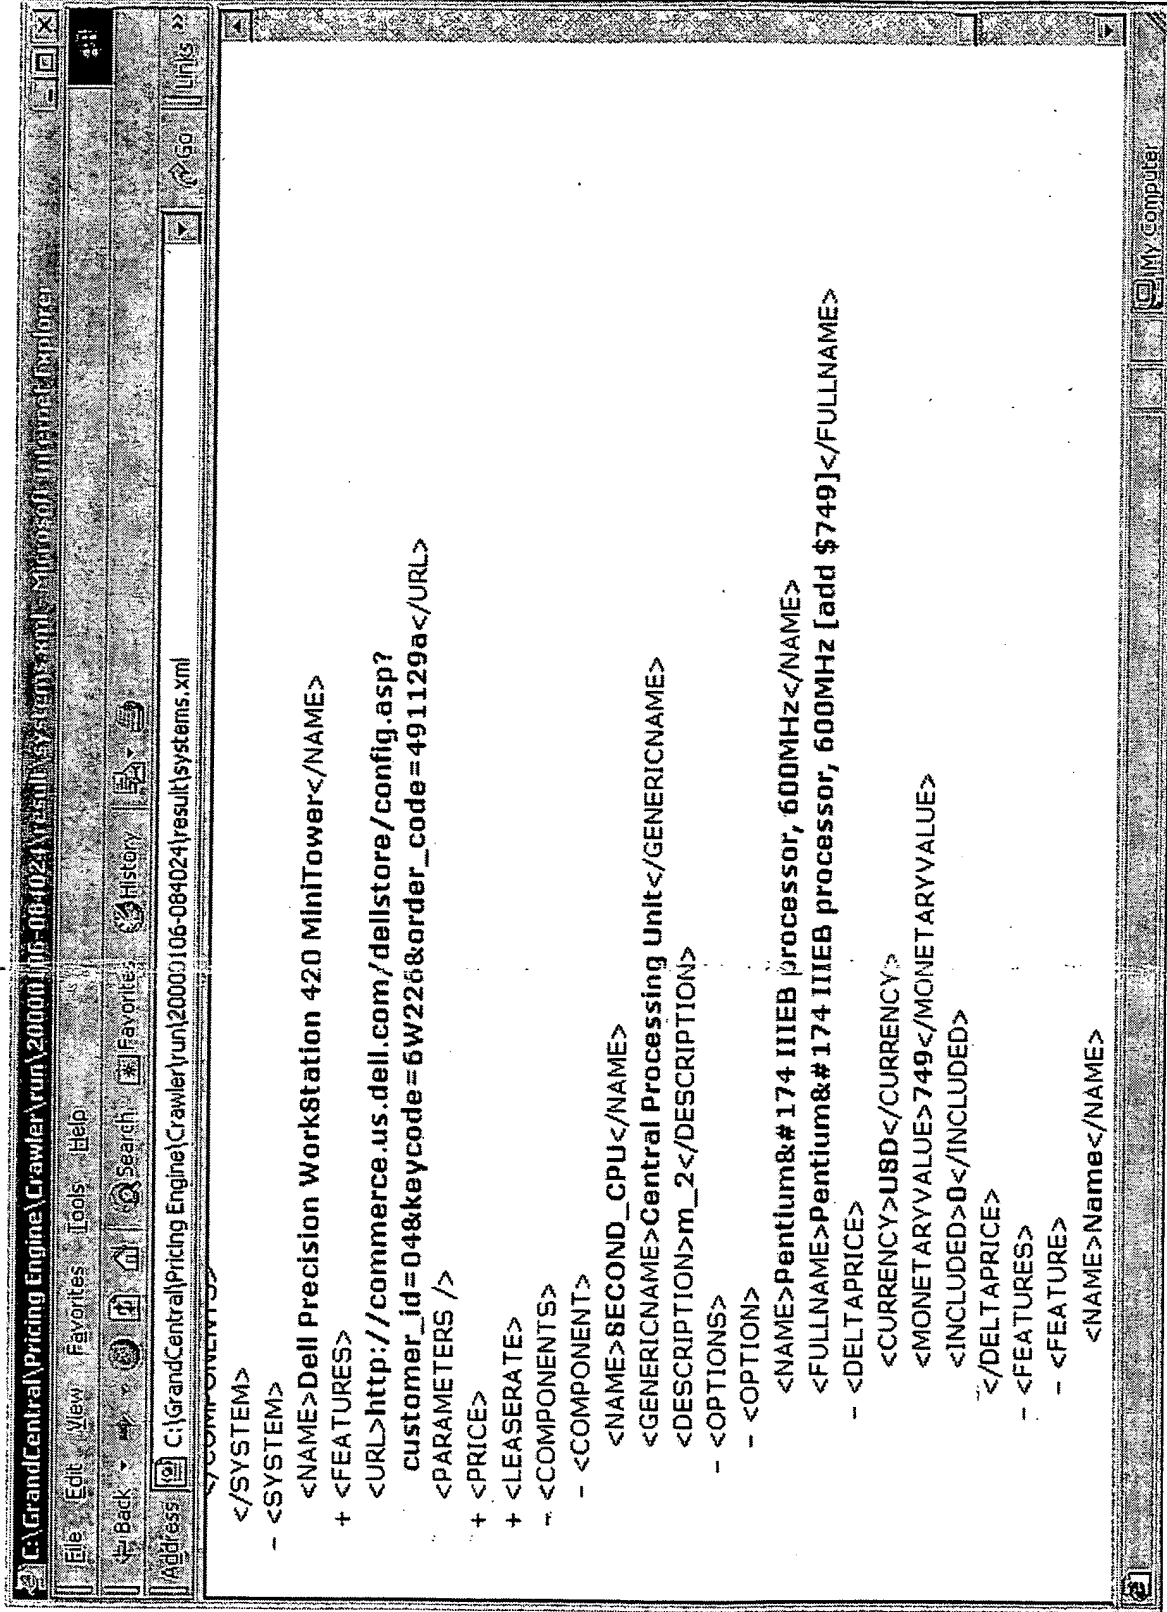 C:\GrandCentral\Pricing Engine\Crawler\run\20000106-084024\result\systems.xml - Microsoft Internet Explorer
File Edit View Favorites Tools Help
Back Search Favorites History
Address C:\GrandCentral\Pricing Engine\Crawler\run\20000106-084024\result\systems.xml Go Links »
</COMPONENTS>
</SYSTEM>
- <SYSTEM>
<NAME>Dell Precision WorkStation 420 MiniTower</NAME>
+ <FEATURES>
<URL>http://commerce.us.dell.com/dellstore/config.asp?
customer_id=04&keycode=6W226&order_code=491129a</URL>
<PARAMETERS />
+ <PRICE>
+ <LEASERATE>
- <COMPONENTS>
- <COMPONENT>
<NAME>SECOND_CPU</NAME>
<GENERICNAME>Central Processing Unit</GENERICNAME>
<DESCRIPTION>m_2</DESCRIPTION>
- <OPTIONS>
- <OPTION>
<NAME>Pentium&#174 IIIEB processor, 600MHz</NAME>
<FULLNAME>Pentium&#174 IIIEB processor, 600MHz [add $749]</FULLNAME>
- <DELTAPRICE>
<CURRENCY>USD</CURRENCY>
<MONETARYVALUE>749</MONETARYVALUE>
<INCLUDED>0</INCLUDED>
</DELTAPRICE>
- <FEATURES>
- <FEATURE>
<NAME>Name</NAME>
My Computer